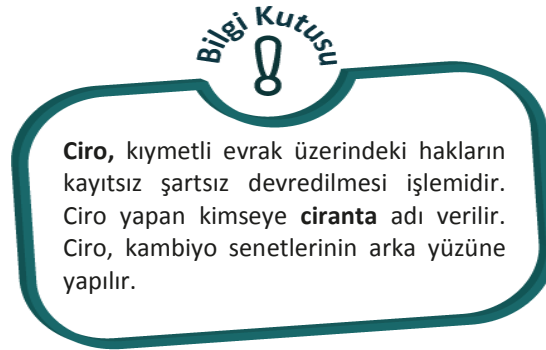 Bilgi Kutusu
Ciro, kıymetli evrak üzerindeki hakların
kayıtsız şartsız devredilmesi işlemidir.
Ciro yapan kimseye ciranta adı verilir.
Ciro, kambiyo senetlerinin arka yüzüne
yapılır.